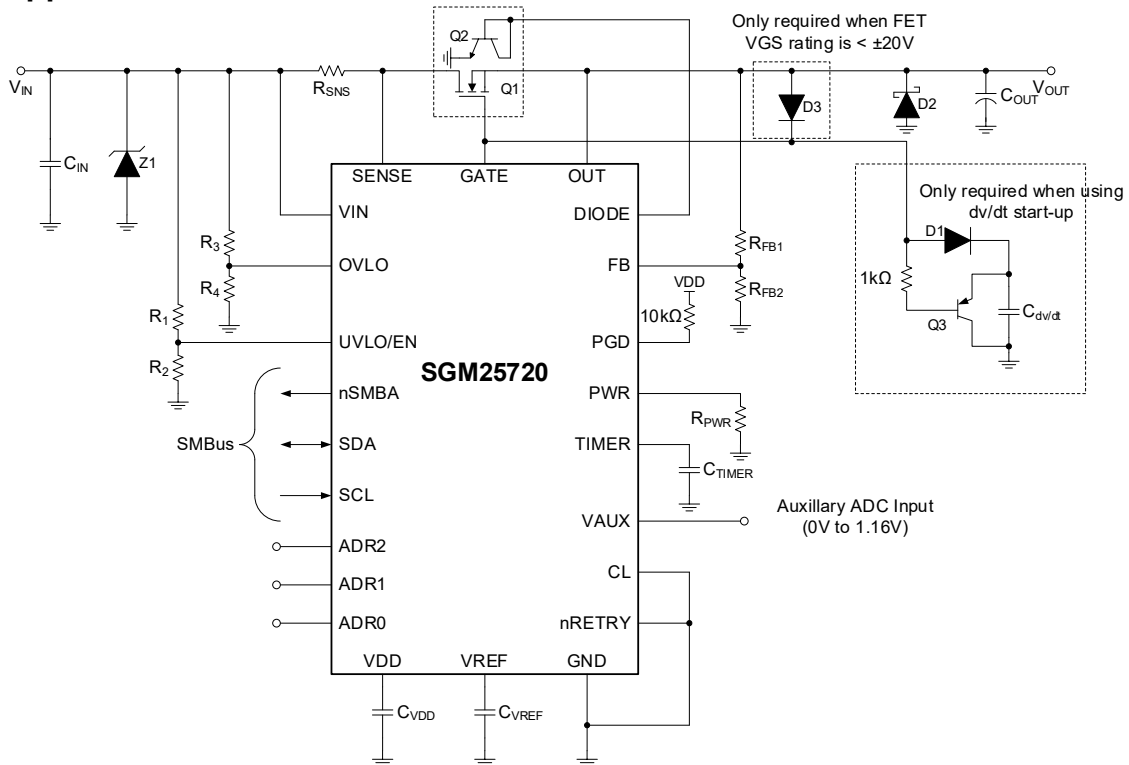 Only required when FET
VGS rating is < ±20V
Q2
Q1
VIN
RSNS
D3
D2
COUT
VOUT
CIN
Z1
SENSE
GATE
OUT
VIN
DIODE
Only required when using
dv/dt start-up
D1
R3
OVLO
FB
RFB1
R4
VDD
RFB2
1kΩ
Q3
Cdv/dt
R1
10kΩ
UVLO/EN
PGD
R2
SGM25720
nSMBA
PWR
RPWR
SMBus
SDA
TIMER
CTIMER
SCL
VAUX
Auxillary ADC Input
(0V to 1.16V)
ADR2
CL
ADR1
ADR0
nRETRY
VDD
VREF
GND
CVDD
CVREF